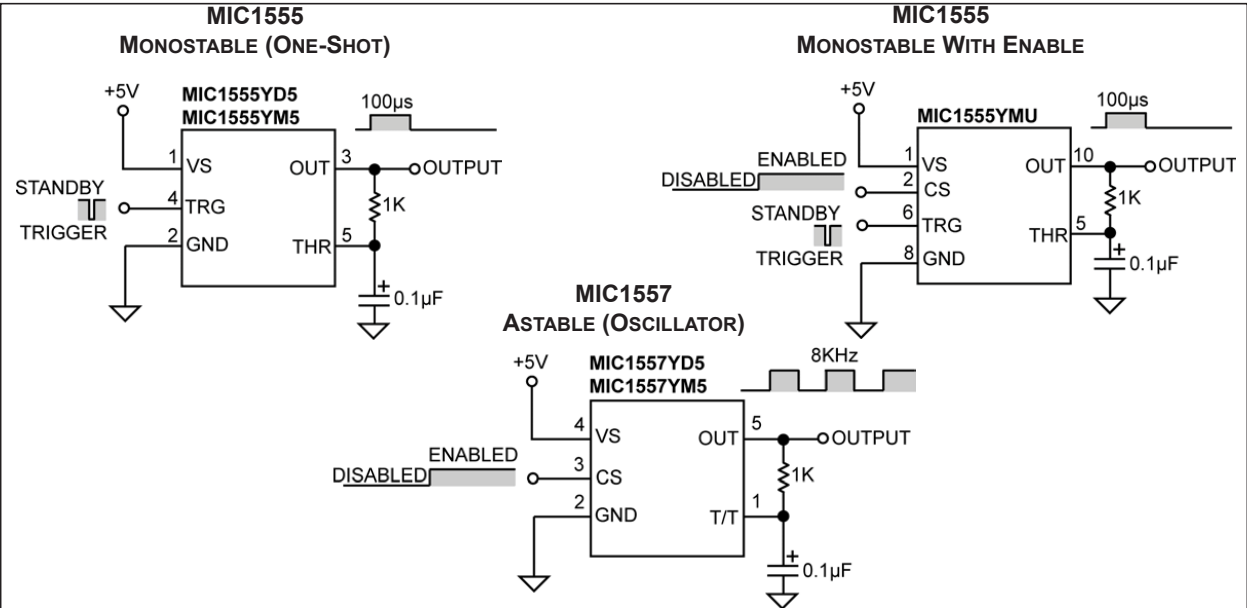 MIC1555
MONOSTABLE (ONE-SHOT)
+5V
MIC1555YD5
MIC1555YM5
100µs
1
VS
OUT
3
OUTPUT
STANDBY
TRIGGER
4
TRG
1K
2
GND
THR
5
+
0.1µF
MIC1555
MONOSTABLE WITH ENABLE
+5V
MIC1555YMU
100µs
ENABLED
DISABLED
1
VS
OUT
10
OUTPUT
2
CS
1K
STANDBY
TRIGGER
6
TRG
THR
5
8
GND
+
0.1µF
MIC1557
ASTABLE (OSCILLATOR)
+5V
MIC1557YD5
MIC1557YM5
8KHz
4
VS
OUT
5
OUTPUT
ENABLED
DISABLED
3
CS
1K
2
GND
T/T
1
+
0.1µF